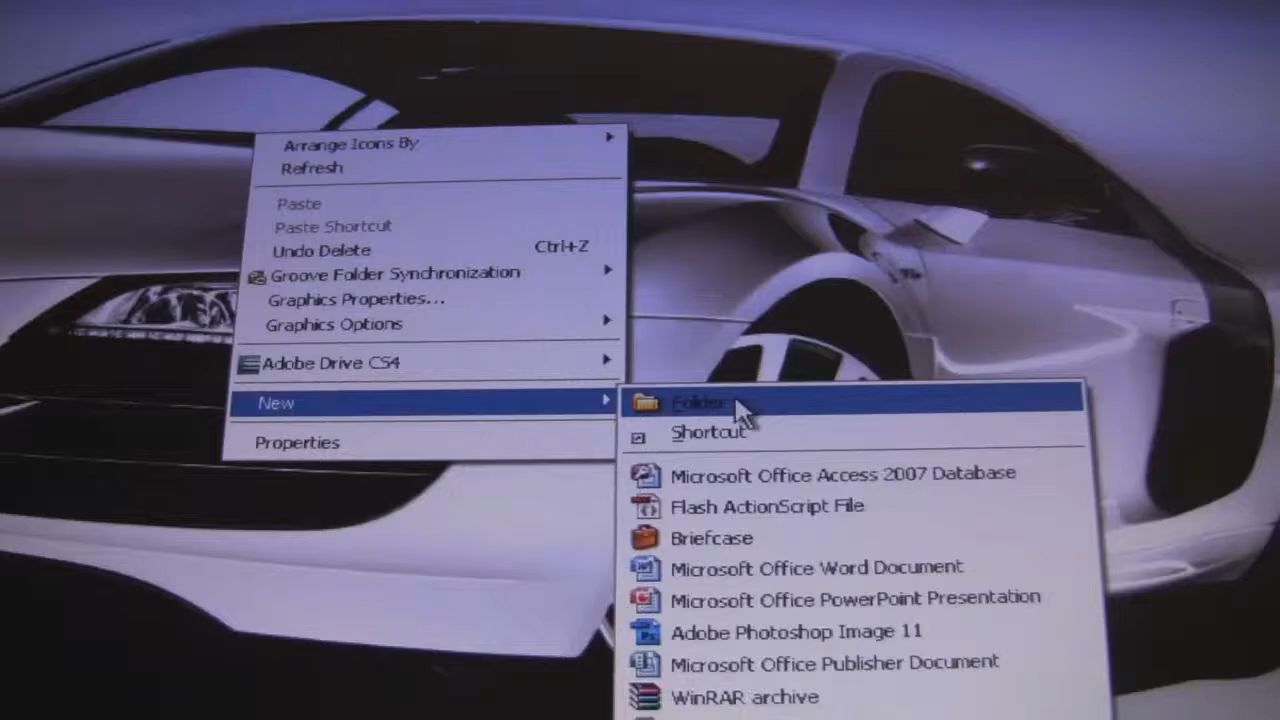 Arrange Icons By
Refresh
Paste
Paste Shortcut
Undo Delete Ctrl+Z
Groove Folder Synchronization
Graphics Properties...
Graphics Options
Adobe Drive CS4
New
Properties
Folder
Shortcut
Microsoft Office Access 2007 Database
Flash ActionScript File
Briefcase
Microsoft Office Word Document
Microsoft Office PowerPoint Presentation
Adobe Photoshop Image 11
Microsoft Office Publisher Document
WinRAR archive